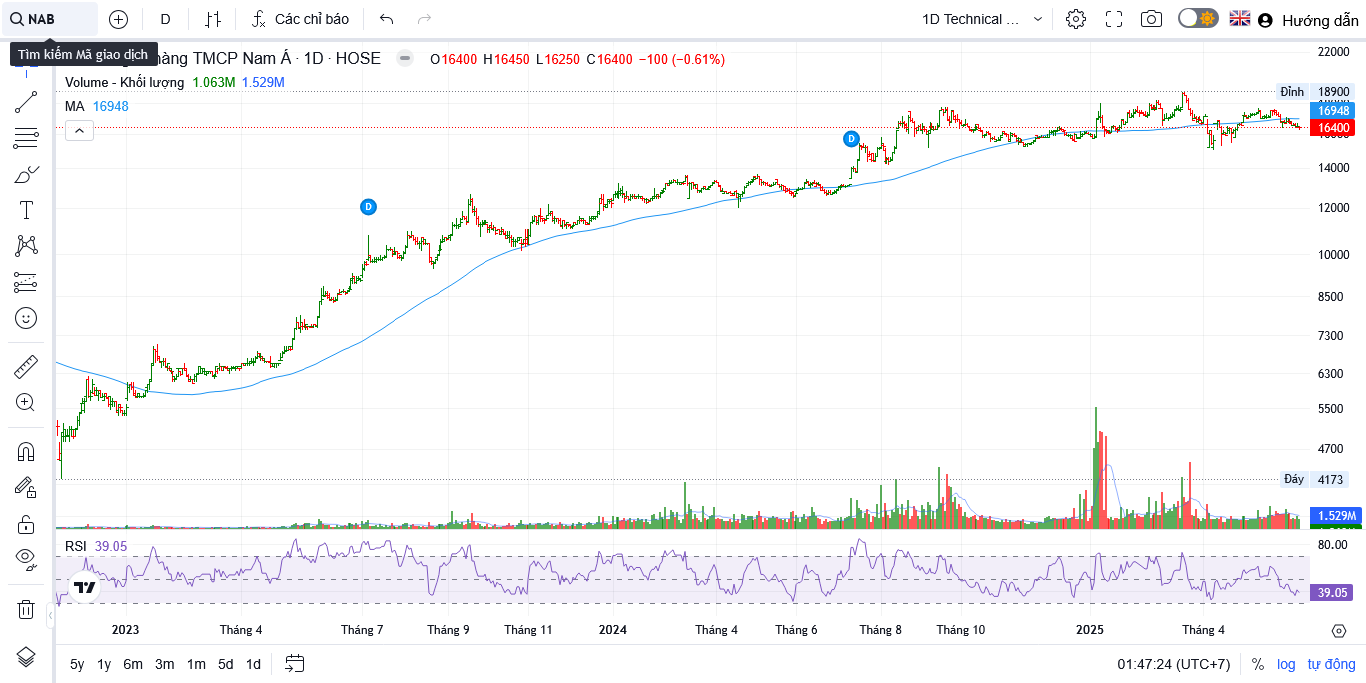 NAB D Các chỉ báo 1D Technical ... Hướng dẫn
Tìm kiếm Mã giao dịch
hàng TMCP Nam Á · 1D · HOSE O16400 H16450 L16250 C16400 −100 (−0.61%)
Volume - Khối lượng 1.063M 1.529M
MA 16948
22000
Đỉnh 18900
16948
16400
14000
D
12000
D
10000
8500
7300
6300
5500
4700
Đáy 4173
1.529M
RSI 39.05
80.00
39.05
2023 Tháng 4 Tháng 7 Tháng 9 Tháng 11 2024 Tháng 4 Tháng 6 Tháng 8 Tháng 10 2025 Tháng 4
5y 1y 6m 3m 1m 5d 1d 01:47:24 (UTC+7) % log tự động